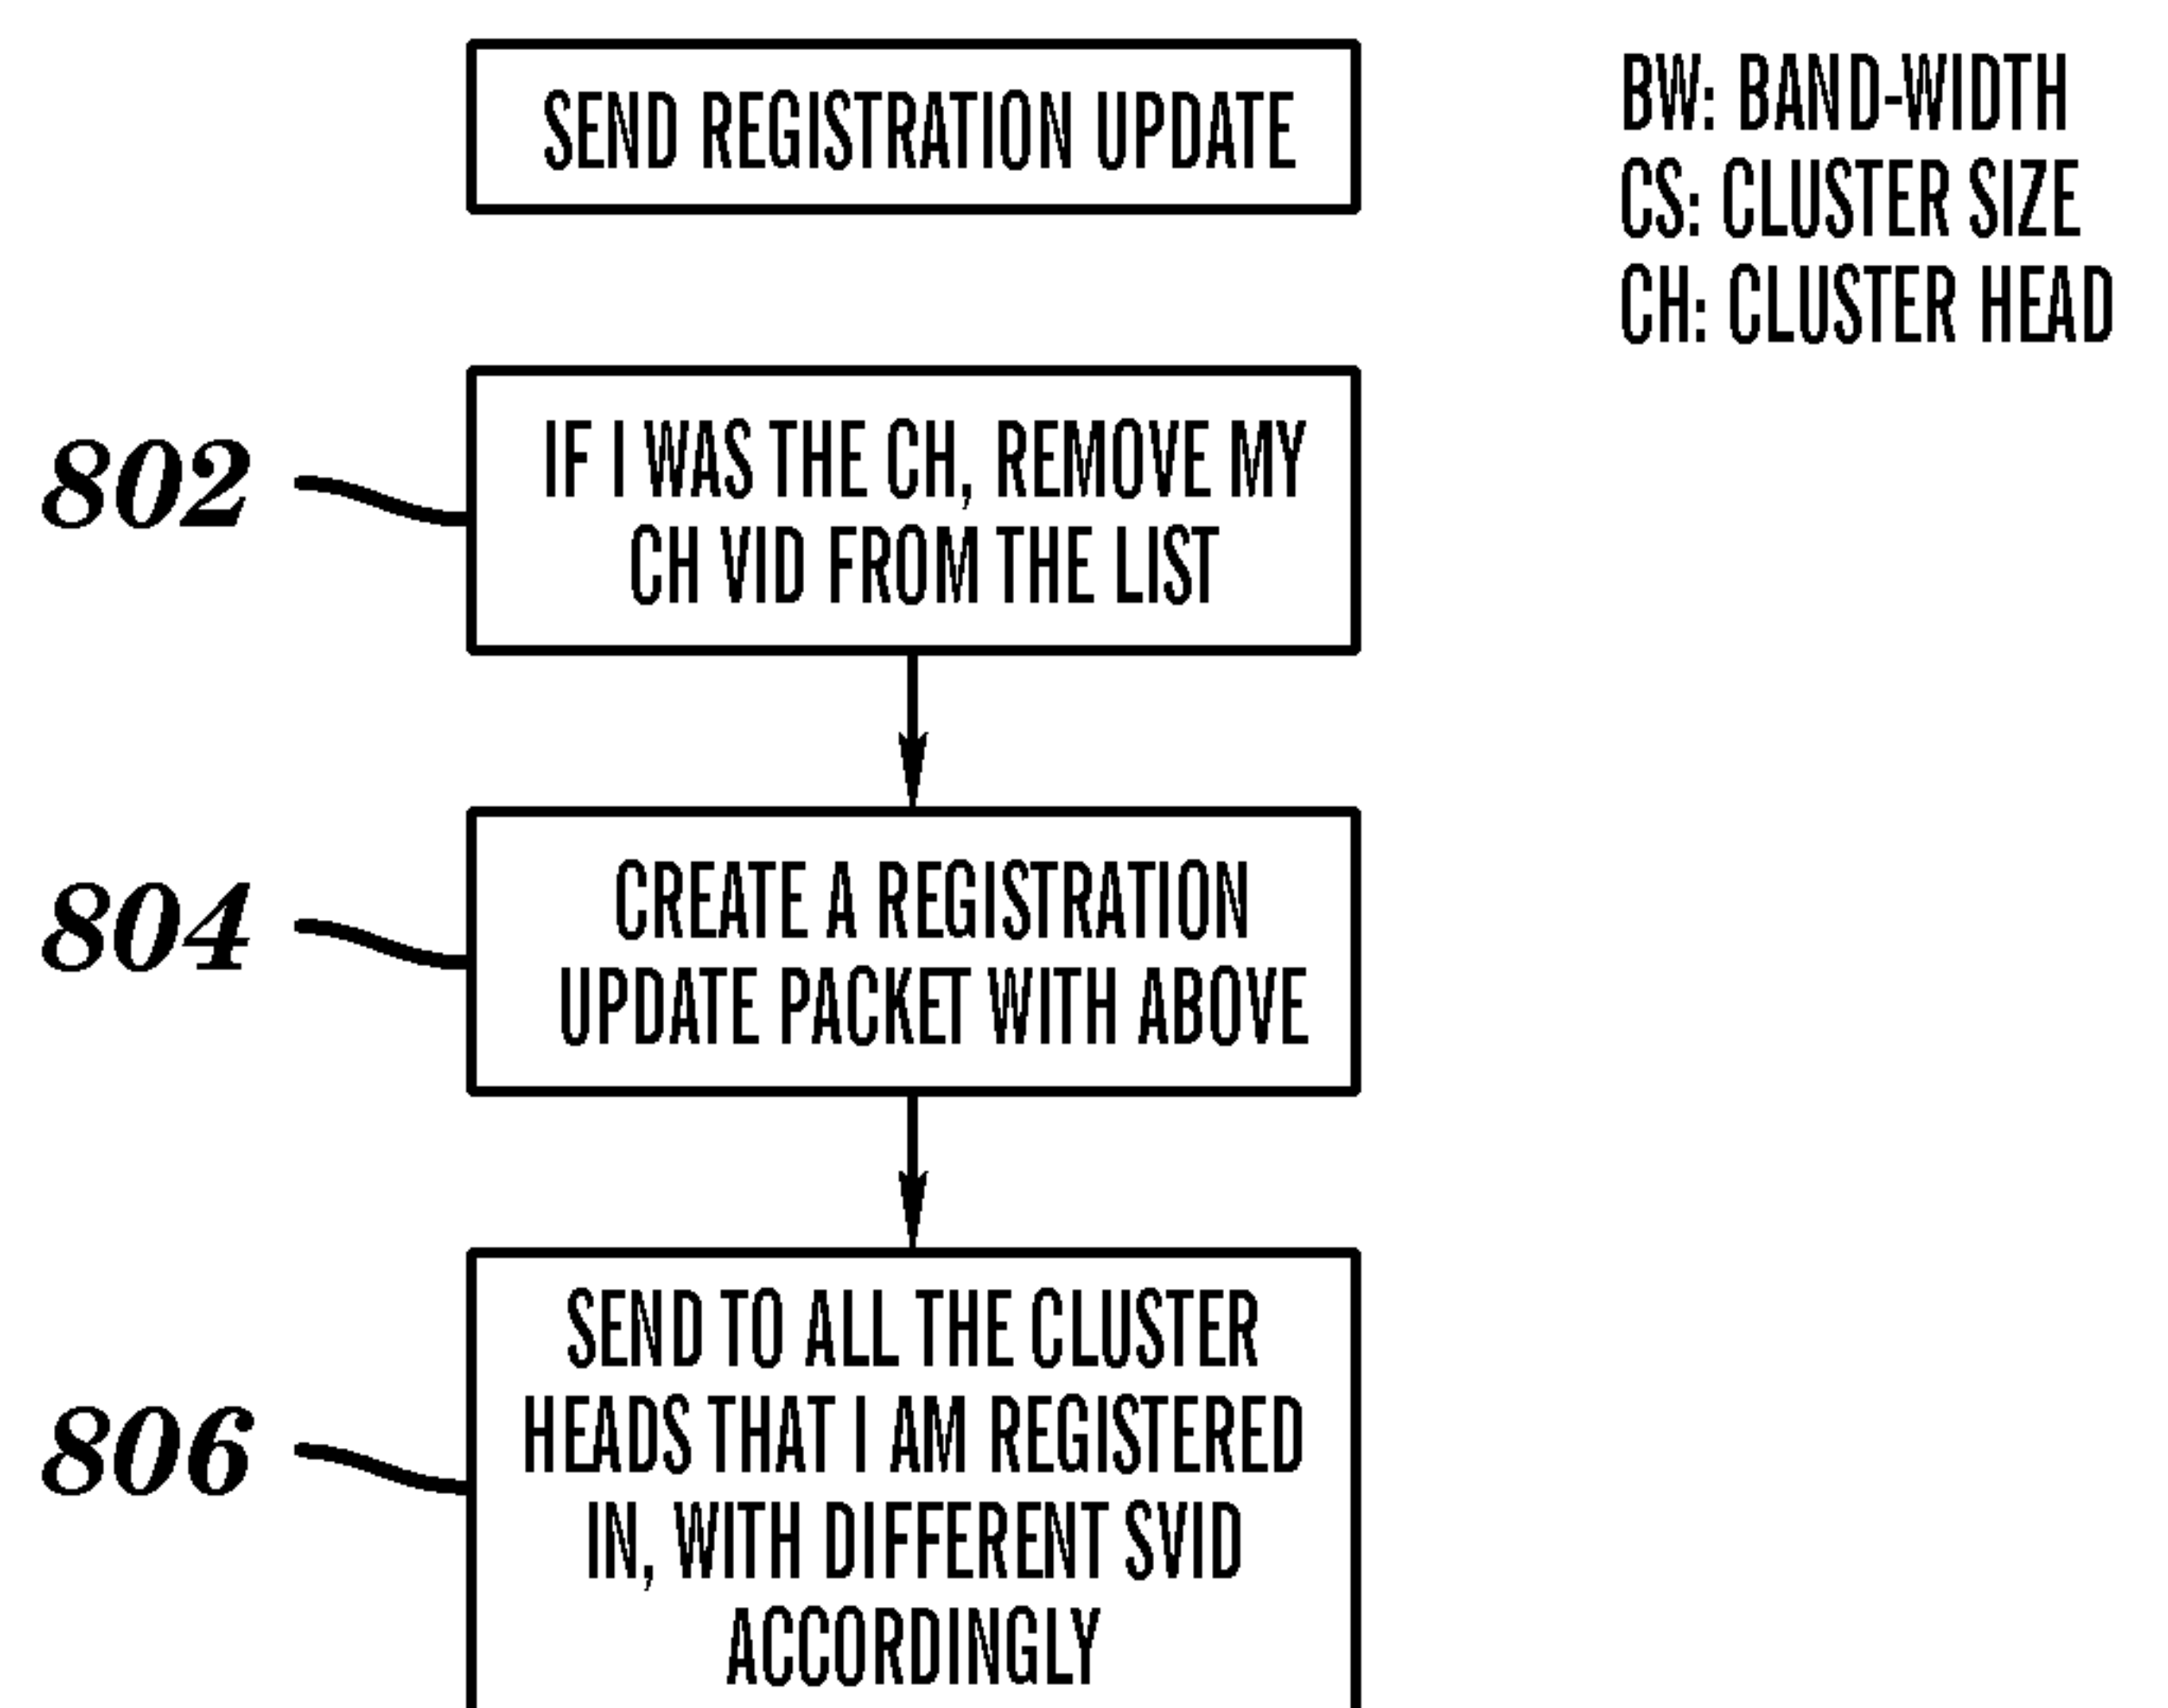 SEND REGISTRATION UPDATE
BW: BAND-WIDTH
CS: CLUSTER SIZE
CH: CLUSTER HEAD
802
IF I WAS THE CH, REMOVE MY
CH VID FROM THE LIST
804
CREATE A REGISTRATION
UPDATE PACKET WITH ABOVE
806
SEND TO ALL THE CLUSTER
HEADS THAT I AM REGISTERED
IN, WITH DIFFERENT SVID
ACCORDINGLY